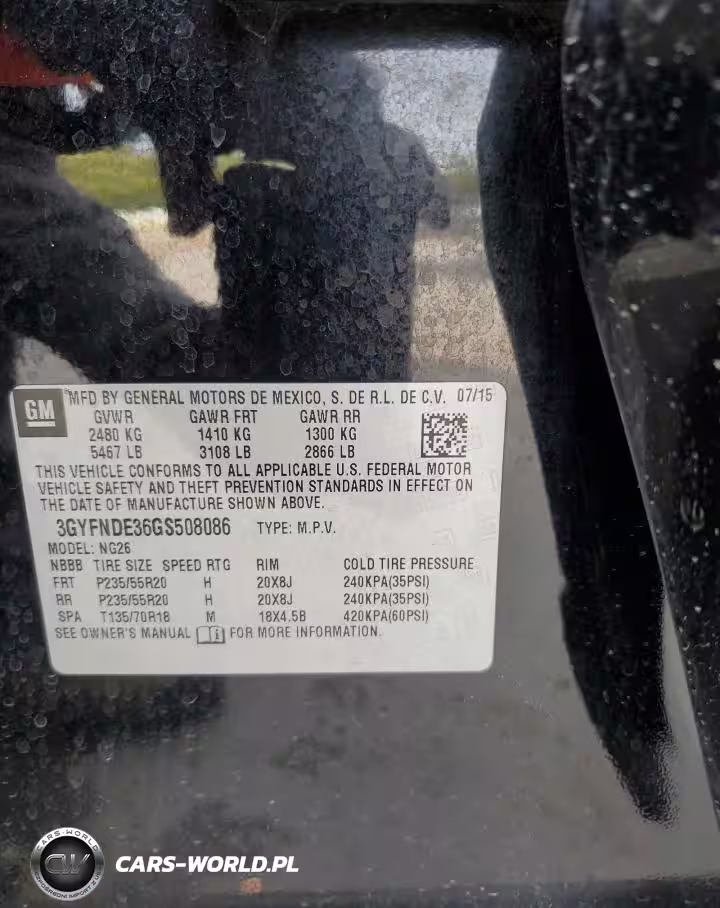 GM
MFD BY GENERAL MOTORS DE MEXICO, S. DE R.L. DE C.V. 07/15
GVWR GAWR FRT GAWR RR
2480 KG 1410 KG 1300 KG
5467 LB 3108 LB 2866 LB
THIS VEHICLE CONFORMS TO ALL APPLICABLE U.S. FEDERAL MOTOR
VEHICLE SAFETY AND THEFT PREVENTION STANDARDS IN EFFECT ON
THE DATE OF MANUFACTURE SHOWN ABOVE.
3GYFNDE36GS508086 TYPE: M.P.V.
MODEL: NG26
NBBB TIRE SIZE SPEED RTG RIM COLD TIRE PRESSURE
FRT P235/55R20 H 20X8J 240KPA(35PSI)
RR P235/55R20 H 20X8J 240KPA(35PSI)
SPA T135/70R18 M 18X4.5B 420KPA(60PSI)
SEE OWNER'S MANUAL FOR MORE INFORMATION.
CARS-WORLD
CW
CARS-WORLD.PL